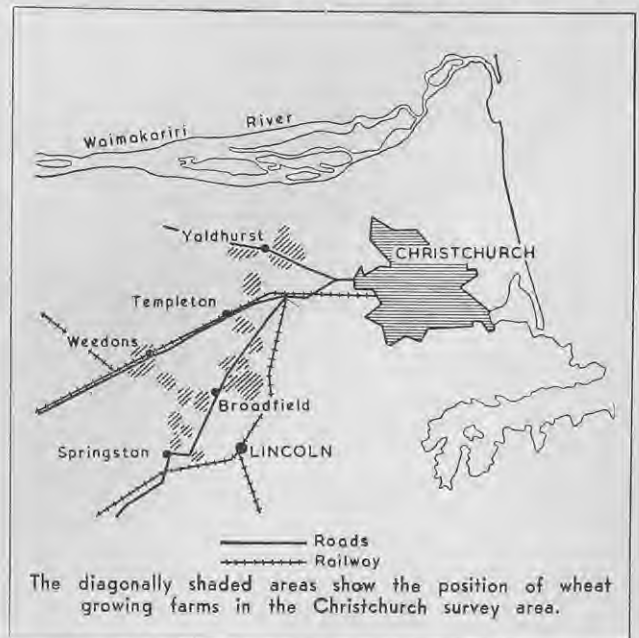 Waimakariri River
Yaldhurst
CHRISTCHURCH
Templeton
Weedons
Broadfield
Springston
LINCOLN
Roads
Railway
The diagonally shaded areas show the position of wheat
growing farms in the Christchurch survey area.